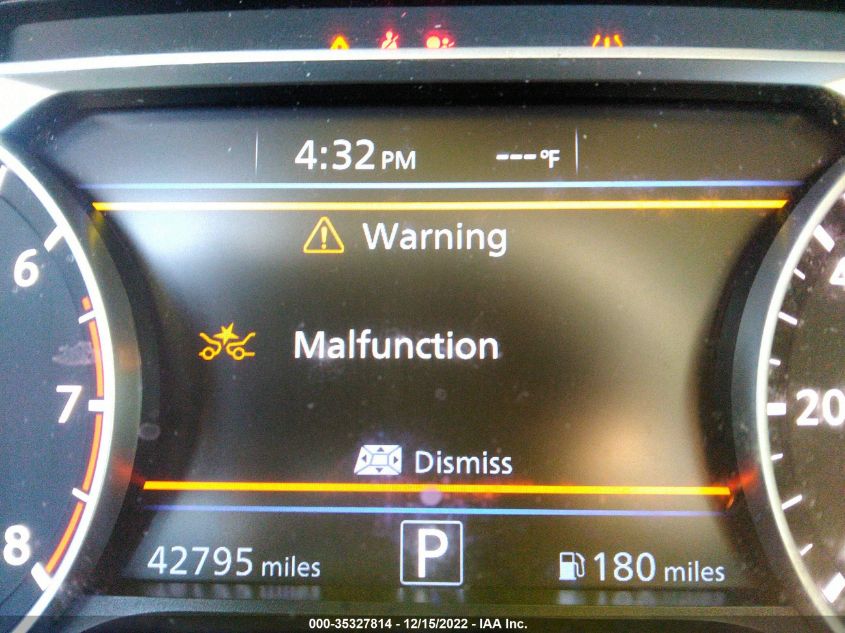 4:32 PM ---°F
Warning
6
Malfunction
7
20
Dismiss
8
42795 miles
P
180 miles
000-35327814 - 12/15/2022 - IAA Inc.